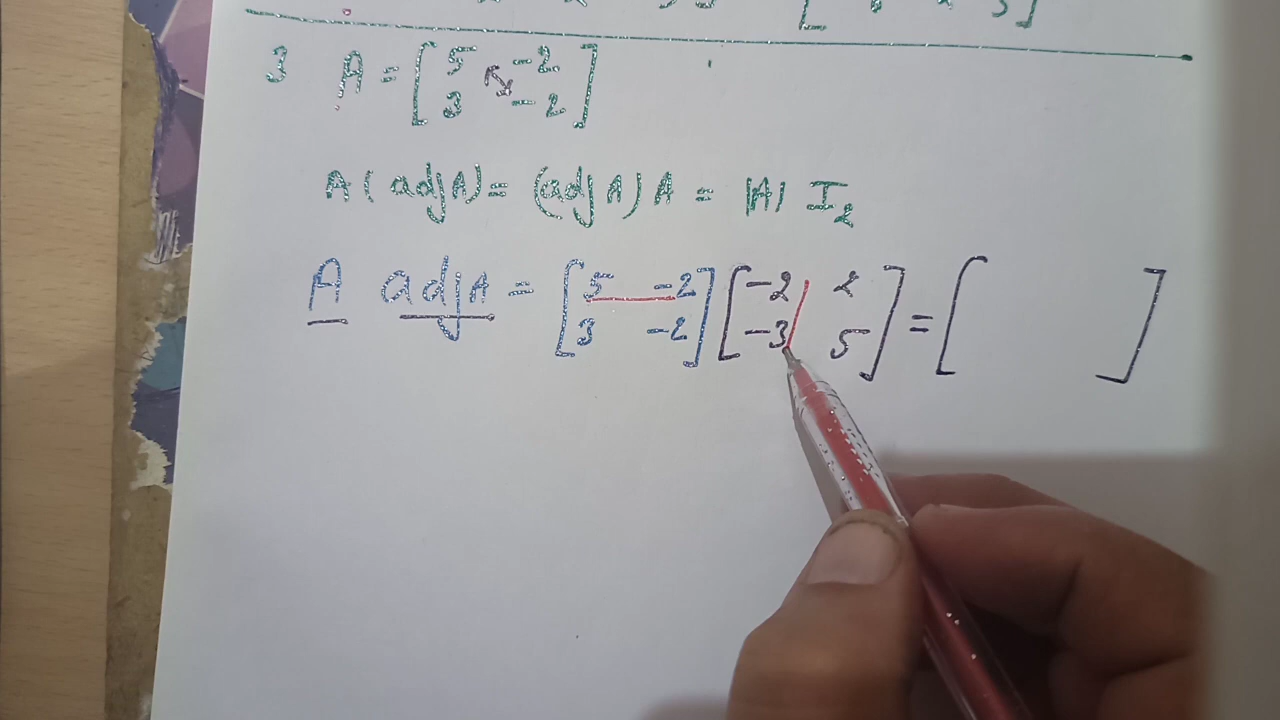 3 A = [ 5 -2
3 -2 ]
A ( adj A ) = ( adj A ) A = |A| I₂
A adj A = [ 5 -2 ] [ -2 2 ] = [ ]
[ 3 -2 ] [ -3 5 ]